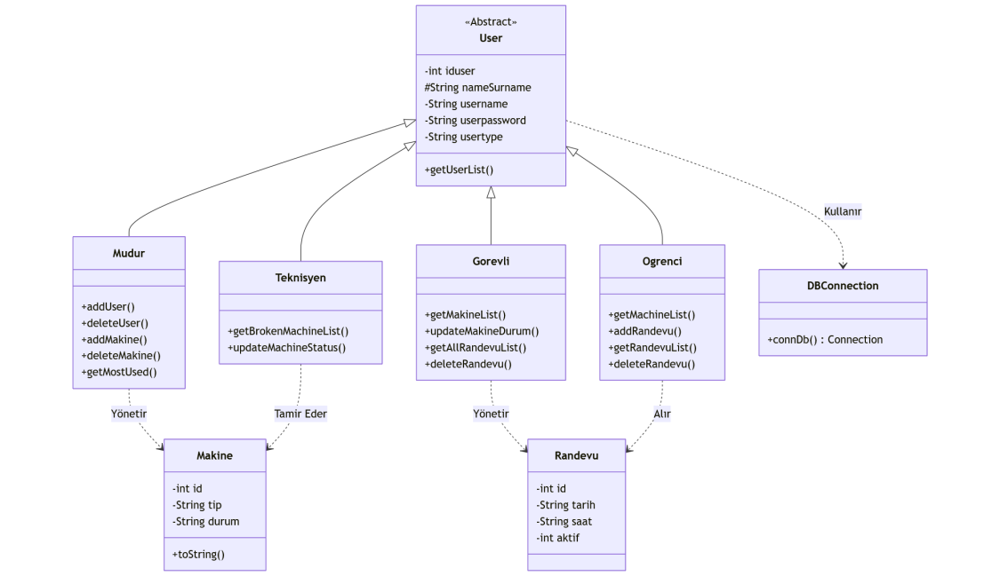 «Abstract»
User
-int iduser
#String nameSurname
-String username
-String userpassword
-String usertype
+getUserList()
Kullanır
Mudur
+addUser()
+deleteUser()
+addMakine()
+deleteMakine()
+getMostUsed()
Teknisyen
+getBrokenMachineList()
+updateMachineStatus()
Gorevli
+getMakineList()
+updateMakineDurum()
+getAllRandevuList()
+deleteRandevu()
Ogrenci
+getMachineList()
+addRandevu()
+getRandevuList()
+deleteRandevu()
DBConnection
+connDb() : Connection
Yönetir
Tamir Eder
Yönetir
Alır
Makine
-int id
-String tip
-String durum
+toString()
Randevu
-int id
-String tarih
-String saat
-int aktif